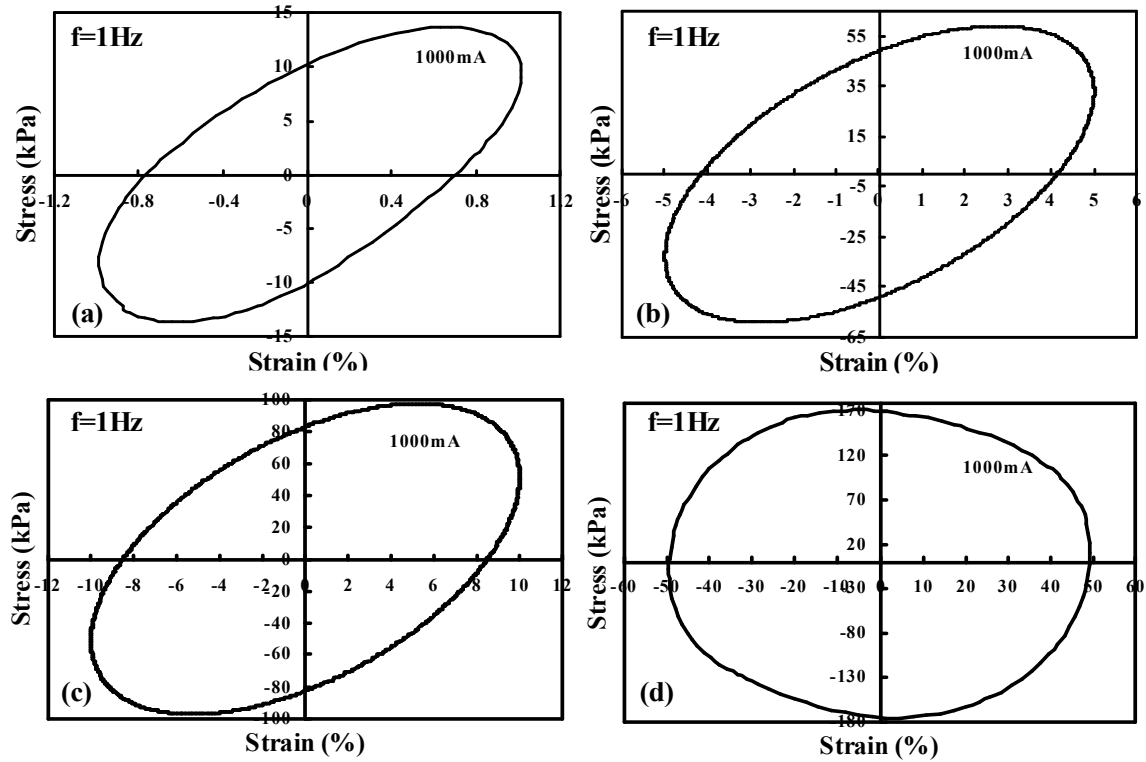 f=1Hz
1000mA
15
10
5
0
-5
-10
-15
-1.2 -0.8 -0.4 0 0.4 0.8 1.2
Stress (kPa)
Strain (%)
(a)
f=1Hz
1000mA
55
35
15
-5
-25
-45
-65
-6 -5 -4 -3 -2 -1 0 1 2 3 4 5 6
Stress (kPa)
Strain (%)
(b)
f=1Hz
1000mA
100
80
60
40
20
0
-20
-40
-60
-80
-100
-12 -10 -8 -6 -4 -2 0 2 4 6 8 10 12
Stress (kPa)
Strain (%)
(c)
f=1Hz
1000mA
170
120
70
20
-30
-80
-130
-180
-60 -50 -40 -30 -20 -10 0 10 20 30 40 50 60
Stress (kPa)
Strain (%)
(d)